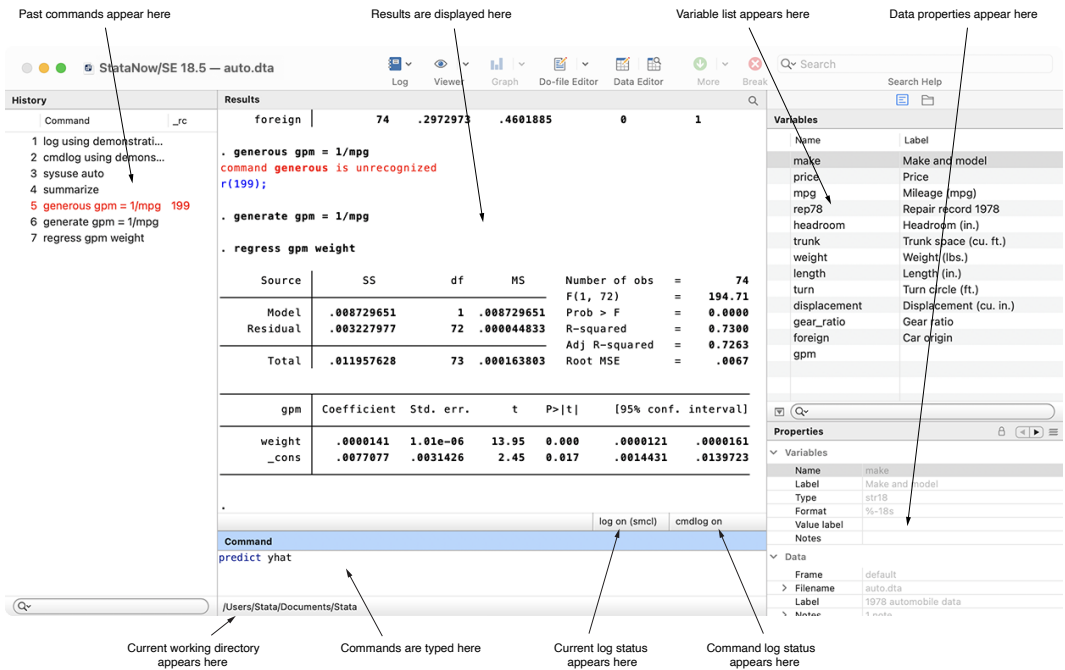 Past commands appear here
Results are displayed here
Variable list appears here
Data properties appear here
StataNow/SE 18.5 — auto.dta
Log
Viewer
Graph
Do-file Editor
Data Editor
More
Break
Search
Search Help
History
Command _rc
1 log using demonstrati...
2 cmdlog using demons...
3 sysuse auto
4 summarize
5 generous gpm = 1/mpg 199
6 generate gpm = 1/mpg
7 regress gpm weight
Results
foreign 74 .2972973 .4601885 0 1
. generous gpm = 1/mpg
command generous is unrecognized
r(199);
. generate gpm = 1/mpg
. regress gpm weight
Source SS df MS Number of obs = 74
F(1, 72) = 194.71
Model .008729651 1 .008729651 Prob > F = 0.0000
Residual .003227977 72 .000044833 R-squared = 0.7300
Adj R-squared = 0.7263
Total .011957628 73 .000163803 Root MSE = .0067
gpm Coefficient Std. err. t P>|t| [95% conf. interval]
weight .0000141 1.01e-06 13.95 0.000 .0000121 .0000161
_cons .0077077 .0031426 2.45 0.017 .0014431 .0139723
.
log on (smcl)
cmdlog on
Command
predict yhat
/Users/Stata/Documents/Stata
Variables
Name Label
make Make and model
price Price
mpg Mileage (mpg)
rep78 Repair record 1978
headroom Headroom (in.)
trunk Trunk space (cu. ft.)
weight Weight (lbs.)
length Length (in.)
turn Turn circle (ft.)
displacement Displacement (cu. in.)
gear_ratio Gear ratio
foreign Car origin
gpm
Properties
Variables
Name make
Label Make and model
Type str18
Format %-18s
Value label
Notes
Data
Frame default
Filename auto.dta
Label 1978 automobile data
Notes 1 note
Current working directory
appears here
Commands are typed here
Current log status
appears here
Command log status
appears here